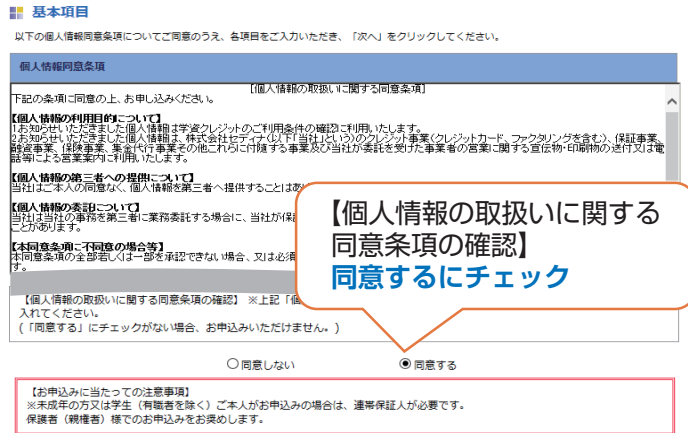 基本項目
以下の個人情報同意条項についてご同意のうえ、各項目をご入力いただき、「次へ」をクリックしてください。
個人情報同意条項
【個人情報の取扱いに関する同意条項】
下記の条項に同意の上、お申し込みください。
【個人情報の利用目的について】
1.お知らせいただきました個人情報は学資クレジットのご利用条件の確認に利用いたします。
2.お知らせいただきました個人情報は、株式会社セディナ(以下「当社」という)のクレジット事業(クレジットカード、ファクタリングを含む)、保証事業、
融資事業、保険事業、集金代行事業その他これらに付随する事業及び当社が委託を受けた事業者の営業に関する宣伝物・印刷物の送付又は電
話等による営業案内に利用いたします。
【個人情報の第三者への提供について】
当社はご本人の同意なく、個人情報を第三者へ提供することはあ
【個人情報の委託について】
当社は当社の事務を第三者に業務委託する場合に、当社が保
ことがあります。
【本同意条項に不同意の場合等】
本同意条項の全部若しくは一部を承認できない場合、又は必須
す。
【個人情報の取扱いに関する同意条項の確認】 ※上記「個
入れてください。
(「同意する」にチェックがない場合、お申込みいただけません。)
【個人情報の取扱いに関する
同意条項の確認】
同意するにチェック
同意しない 同意する
【お申込みに当たっての注意事項】
※未成年の方又は学生（有職者を除く）ご本人がお申込みの場合は、連帯保証人が必要です。
保護者（親権者）様でのお申込みをお奨めします。